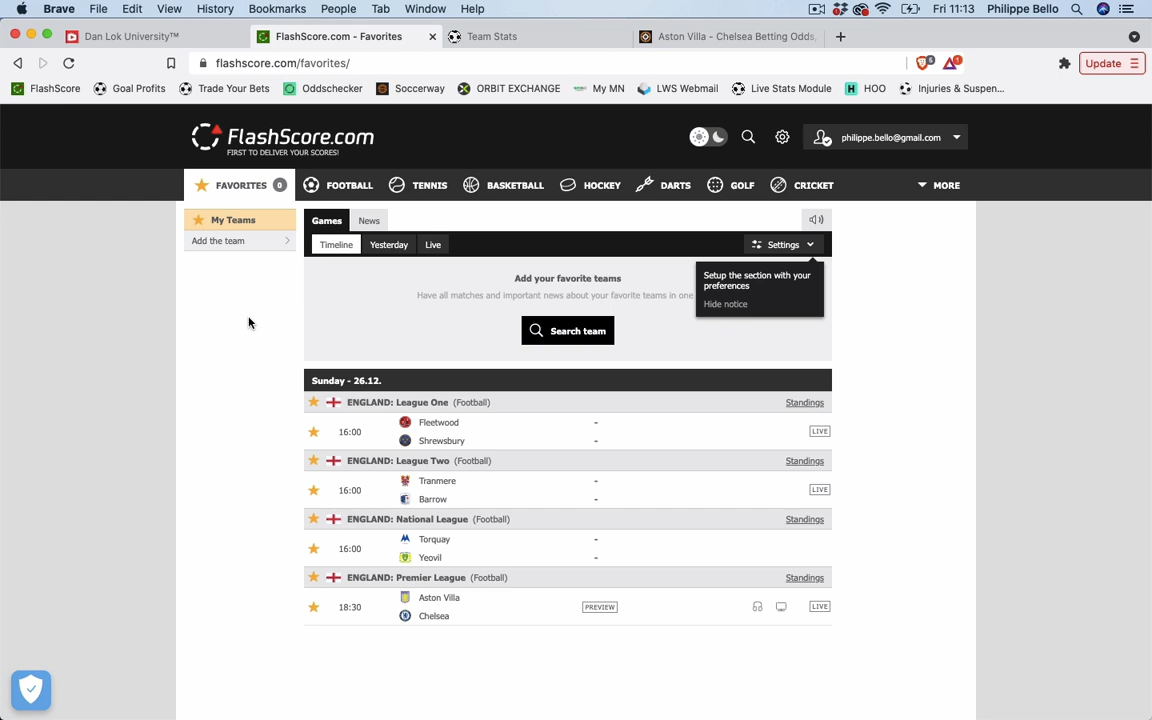 Brave File Edit View History Bookmarks People Tab Window Help Fri 11:13 Philippe Bello
Dan Lok University™ FlashScore.com - Favorites Team Stats Aston Villa - Chelsea Betting Odds,
flashscore.com/favorites/ Update
FlashScore Goal Profits Trade Your Bets Oddschecker Soccerway ORBIT EXCHANGE My MN LWS Webmail Live Stats Module HOO Injuries & Suspen...
FlashScore.com
FIRST TO DELIVER YOUR SCORES!
philippe.bello@gmail.com
FAVORITES 0 FOOTBALL TENNIS BASKETBALL HOCKEY DARTS GOLF CRICKET MORE
My Teams
Add the team
Games News
Timeline Yesterday Live Settings
Add your favorite teams
Have all matches and important news about your favorite teams in one
Setup the section with your
preferences
Hide notice
Search team
Sunday - 26.12.
ENGLAND: League One (Football) Standings
16:00 Fleetwood -
Shrewsbury - LIVE
ENGLAND: League Two (Football) Standings
16:00 Tranmere -
Barrow - LIVE
ENGLAND: National League (Football) Standings
16:00 Torquay -
Yeovil -
ENGLAND: Premier League (Football) Standings
18:30 Aston Villa PREVIEW LIVE
Chelsea